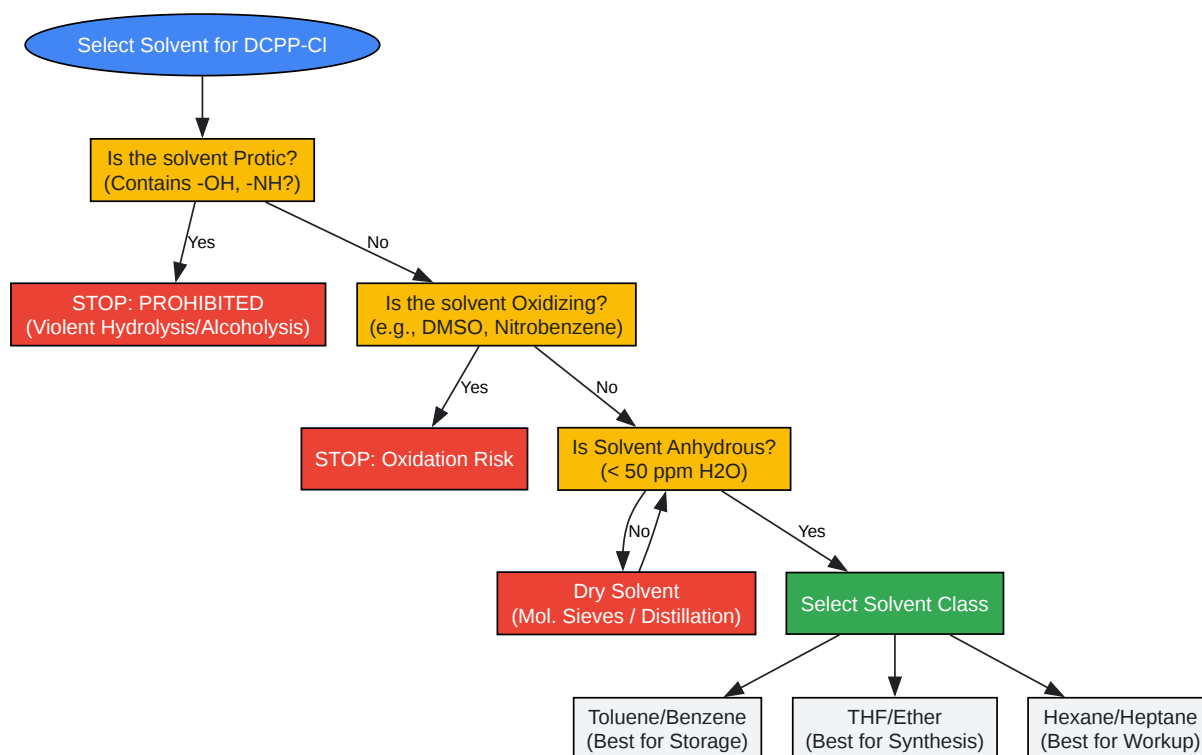 Select Solvent for DCPP-Cl
Is the solvent Protic?
(Contains -OH, -NH?)
Yes
No
STOP: PROHIBITED
(Violent Hydrolysis/Alcoholysis)
Is the solvent Oxidizing?
(e.g., DMSO, Nitrobenzene)
Yes
No
STOP: Oxidation Risk
Is Solvent Anhydrous?
(< 50 ppm H2O)
No
Yes
Dry Solvent
(Mol. Sieves / Distillation)
Select Solvent Class
Toluene/Benzene
(Best for Storage)
THF/Ether
(Best for Synthesis)
Hexane/Heptane
(Best for Workup)